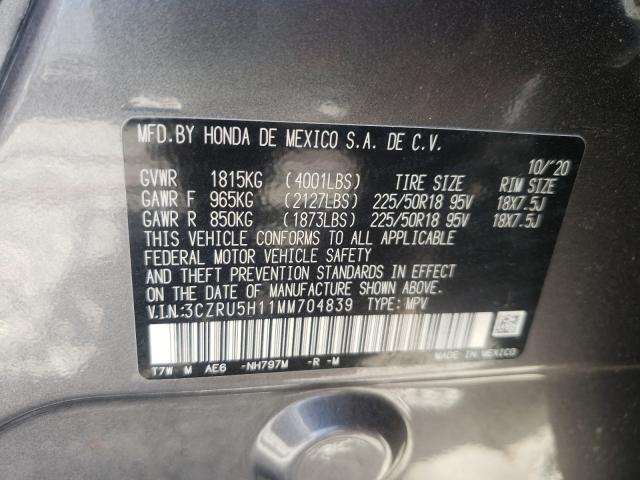 MFD.BY HONDA DE MEXICO S.A. DE C.V.
10/'20
GVWR 1815KG (4001LBS) TIRE SIZE RIM SIZE
GAWR F 965KG (2127LBS) 225/50R18 95V 18X7.5J
GAWR R 850KG (1873LBS) 225/50R18 95V 18X7.5J
THIS VEHICLE CONFORMS TO ALL APPLICABLE
FEDERAL MOTOR VEHICLE SAFETY
AND THEFT PREVENTION STANDARDS IN EFFECT
ON THE DATE OF MANUFACTURE SHOWN ABOVE.
V.I.N.:3CZRU5H11MM704839 TYPE: MPV
T7W M AE6 -NH797M -R -M
MADE IN MEXICO